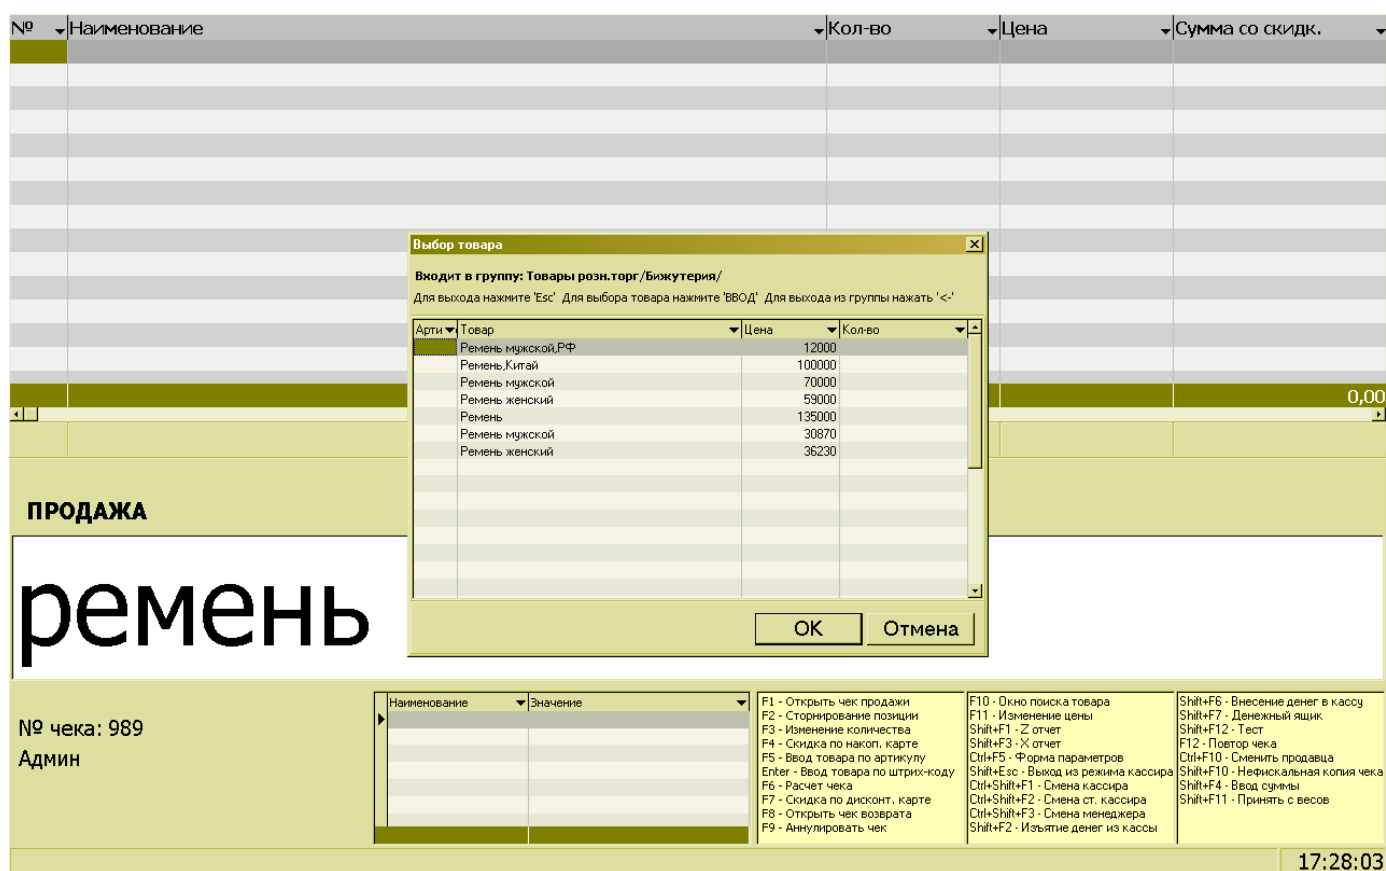 № Наименование Кол-во Цена Сумма со скидк.
Выбор товара
Входит в группу: Товары розн.торг/Бижутерия/
Для выхода нажмите 'Esc' Для выбора товара нажмите 'ВВОД' Для выхода из группы нажать '<-'
Арти Товар Цена Кол-во
Ремень мужской,РФ 12000
Ремень,Китай 100000
Ремень мужской 70000
Ремень женский 59000
Ремень 135000
Ремень мужской 30870
Ремень женский 36230
0,00
OK Отмена
ПРОДАЖА
ремень
№ чека: 989
Админ
Наименование Значение
F1 - Открыть чек продажи
F2 - Сторнирование позиции
F3 - Изменение количества
F4 - Скидка по накоп. карте
F5 - Ввод товара по артикулу
Enter - Ввод товара по штрих-коду
F6 - Расчет чека
F7 - Скидка по дисконт. карте
F8 - Открыть чек возврата
F9 - Аннулировать чек
F10 - Окно поиска товара
F11 - Изменение цены
Shift+F1 - Z отчет
Shift+F3 - X отчет
Ctrl+F5 - Форма параметров
Shift+Esc - Выход из режима кассира
Ctrl+Shift+F1 - Смена кассира
Ctrl+Shift+F2 - Смена ст. кассира
Ctrl+Shift+F3 - Смена менеджера
Shift+F2 - Изъятие денег из кассы
Shift+F6 - Внесение денег в кассу
Shift+F7 - Денежный ящик
Shift+F12 - Тест
F12 - Повтор чека
Ctrl+F10 - Сменить продавца
Shift+F10 - Нефискальная копия чека
Shift+F4 - Ввод суммы
Shift+F11 - Принять с весов
17:28:03